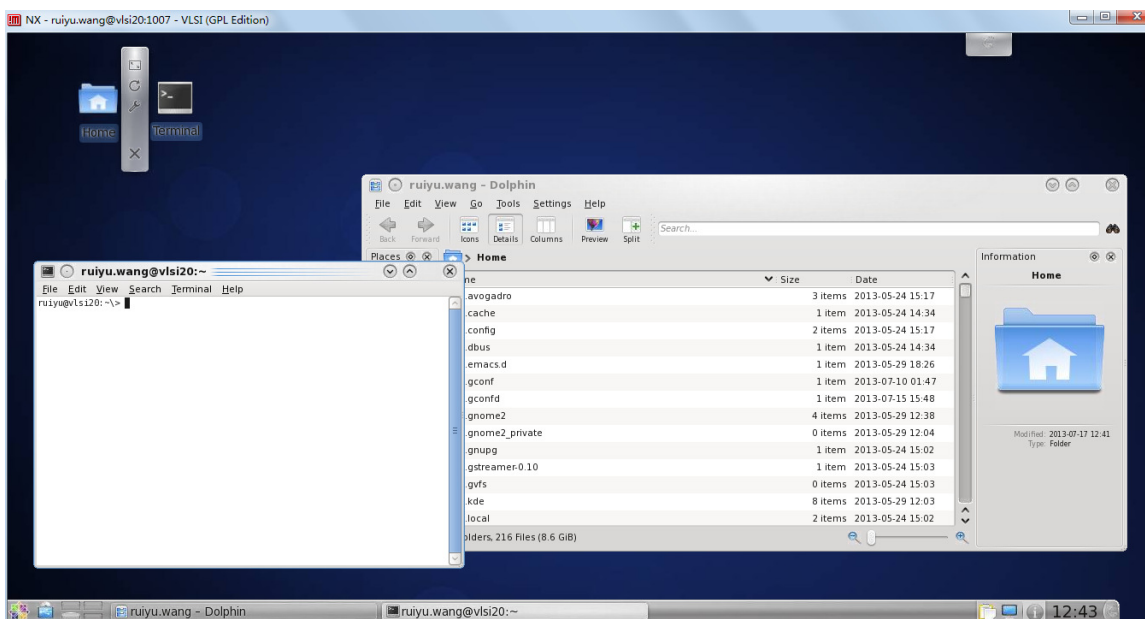 NX - ruiyu.wang@vlsi20:1007 - VLSI (GPL Edition)
Home
Terminal
ruiyu.wang - Dolphin
File Edit View Go Tools Settings Help
Back Forward Icons Details Columns Preview Split Search...
Places > Home
Name Size Date
.avogadro 3 items 2013-05-24 15:17
.cache 1 item 2013-05-24 14:34
.config 2 items 2013-05-24 15:17
.dbus 1 item 2013-05-24 14:34
.emacs.d 1 item 2013-05-29 18:26
.gconf 1 item 2013-07-10 01:47
.gconfd 1 item 2013-07-15 15:48
.gnome2 4 items 2013-05-29 12:38
.gnome2_private 0 items 2013-05-29 12:04
.gnupg 1 item 2013-05-24 15:02
.gstreamer-0.10 1 item 2013-05-24 15:03
.gvfs 0 items 2013-05-24 15:03
.kde 8 items 2013-05-29 12:03
.local 2 items 2013-05-24 15:02
olders, 216 Files (8.6 GiB)
Information
Home
Modified: 2013-07-17 12:41
Type: Folder
ruiyu.wang@vlsi20:~
File Edit View Search Terminal Help
ruiyu@vlsi20:~\>
ruiyu.wang - Dolphin
ruiyu.wang@vlsi20:~
12:43